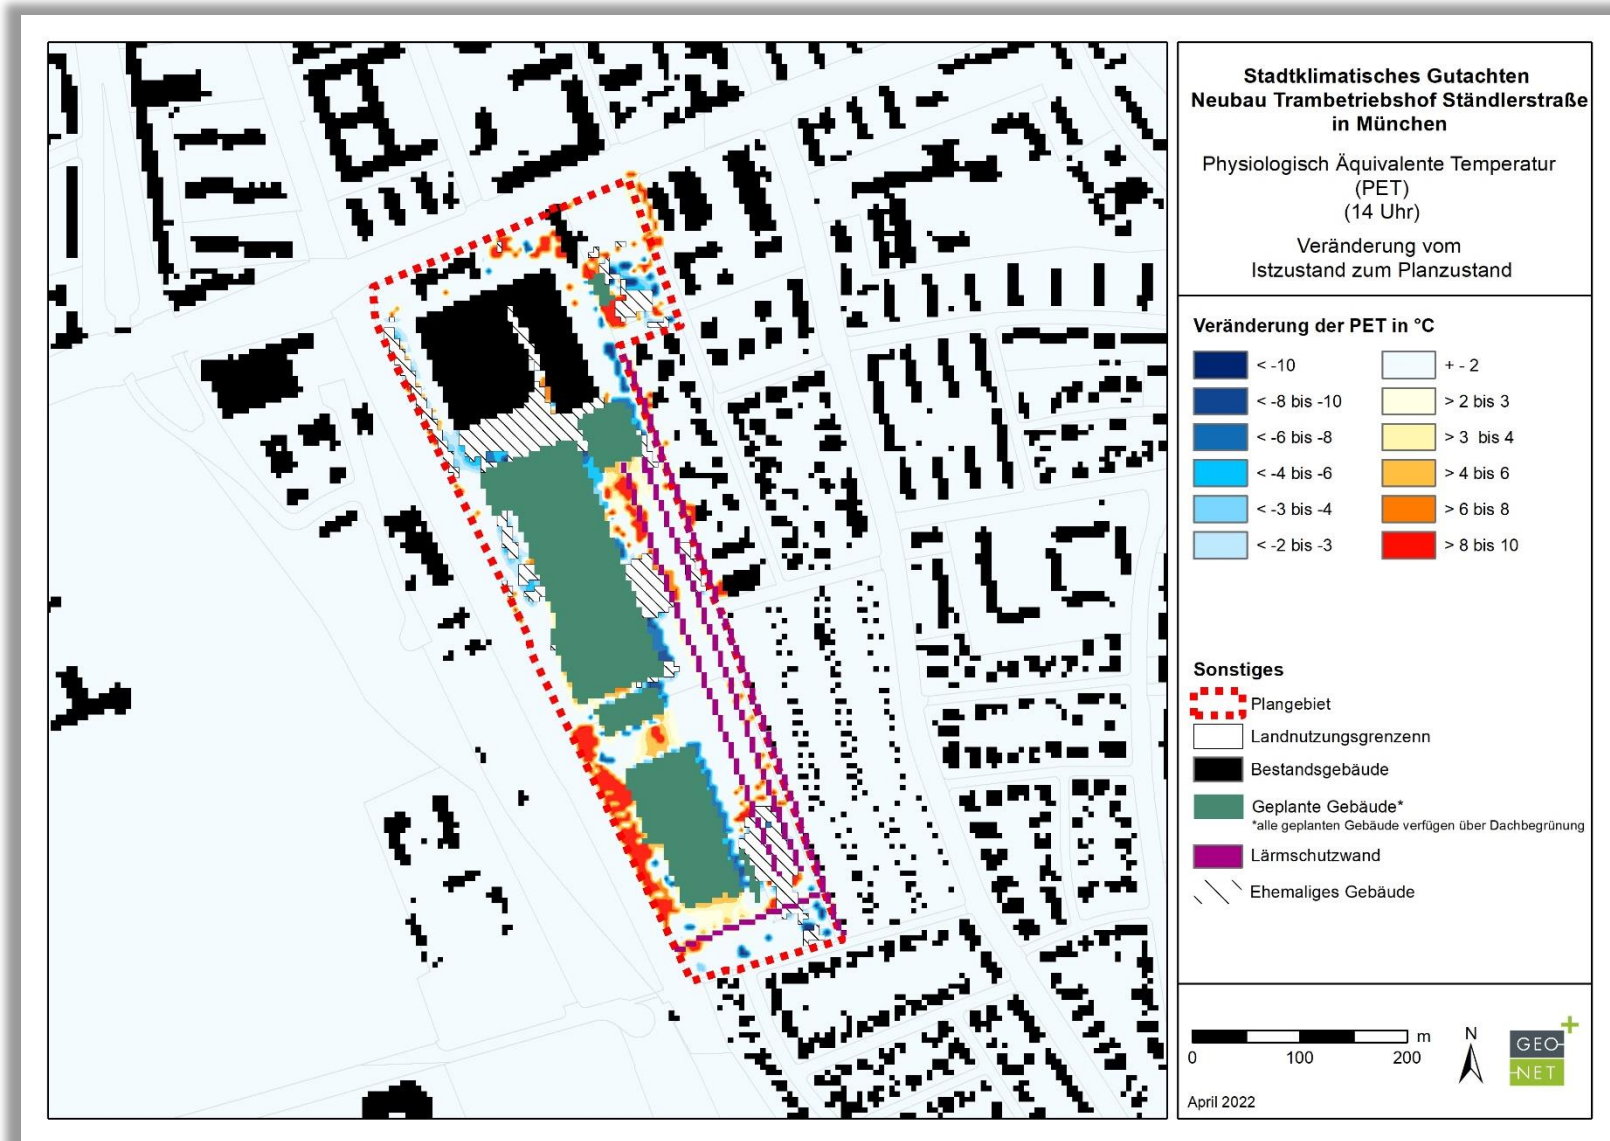 Stadtklimatisches Gutachten
Neubau Trambetriebshof Ständlerstraße
in München
Physiologisch Äquivalente Temperatur
(PET)
(14 Uhr)
Veränderung vom
Istzustand zum Planzustand
Veränderung der PET in °C
< -10
+ - 2
< -8 bis -10
> 2 bis 3
< -6 bis -8
> 3 bis 4
< -4 bis -6
> 4 bis 6
< -3 bis -4
> 6 bis 8
< -2 bis -3
> 8 bis 10
Sonstiges
Plangebiet
Landnutzungsgrenzenn
Bestandsgebäude
Geplante Gebäude*
*alle geplanten Gebäude verfügen über Dachbegrünung
Lärmschutzwand
Ehemaliges Gebäude
m
0 100 200
N
GEO-
-NET
April 2022